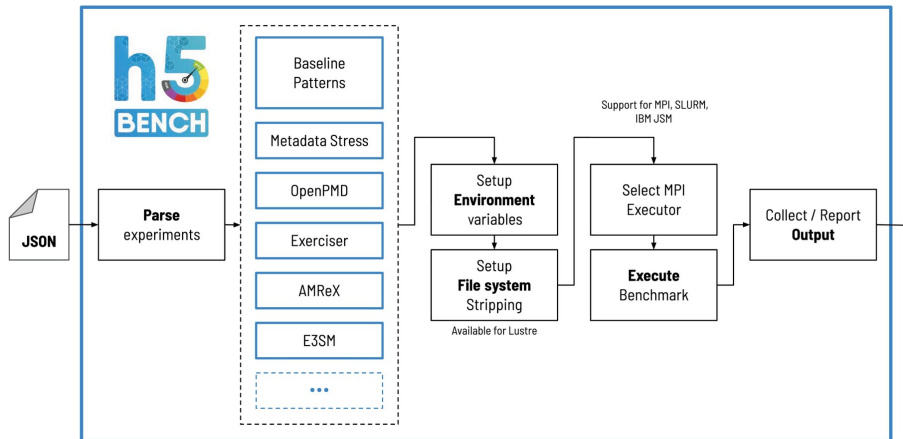 h5
BENCH
JSON
Parse
experiments
Baseline
Patterns
Metadata Stress
OpenPMD
Exerciser
AMReX
E3SM
...
Setup
Environment
variables
Setup
File system
Stripping
Available for Lustre
Support for MPI, SLURM,
IBM JSM
Select MPI
Executor
Execute
Benchmark
Collect / Report
Output